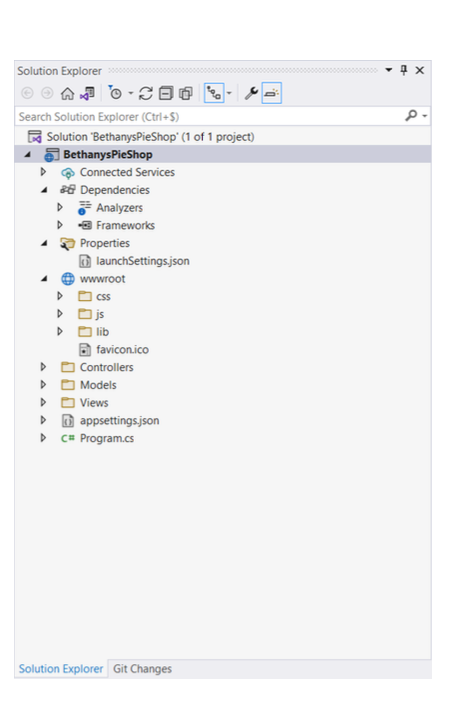 Solution Explorer
Search Solution Explorer (Ctrl+$)
Solution 'BethanysPieShop' (1 of 1 project)
BethanysPieShop
Connected Services
Dependencies
Analyzers
Frameworks
Properties
launchSettings.json
wwwroot
css
js
lib
favicon.ico
Controllers
Models
Views
appsettings.json
C# Program.cs
Solution Explorer Git Changes